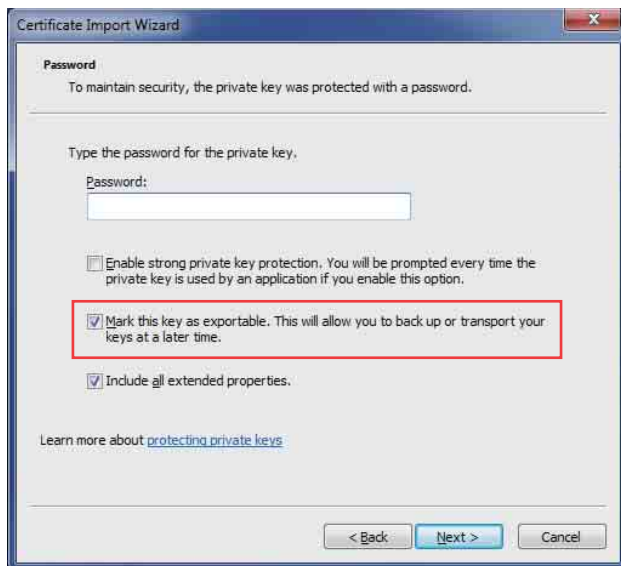 Certificate Import Wizard
Password
To maintain security, the private key was protected with a password.
Type the password for the private key.
Password:
Enable strong private key protection. You will be prompted every time the
private key is used by an application if you enable this option.
Mark this key as exportable. This will allow you to back up or transport your
keys at a later time.
Include all extended properties.
Learn more about protecting private keys
< Back Next > Cancel